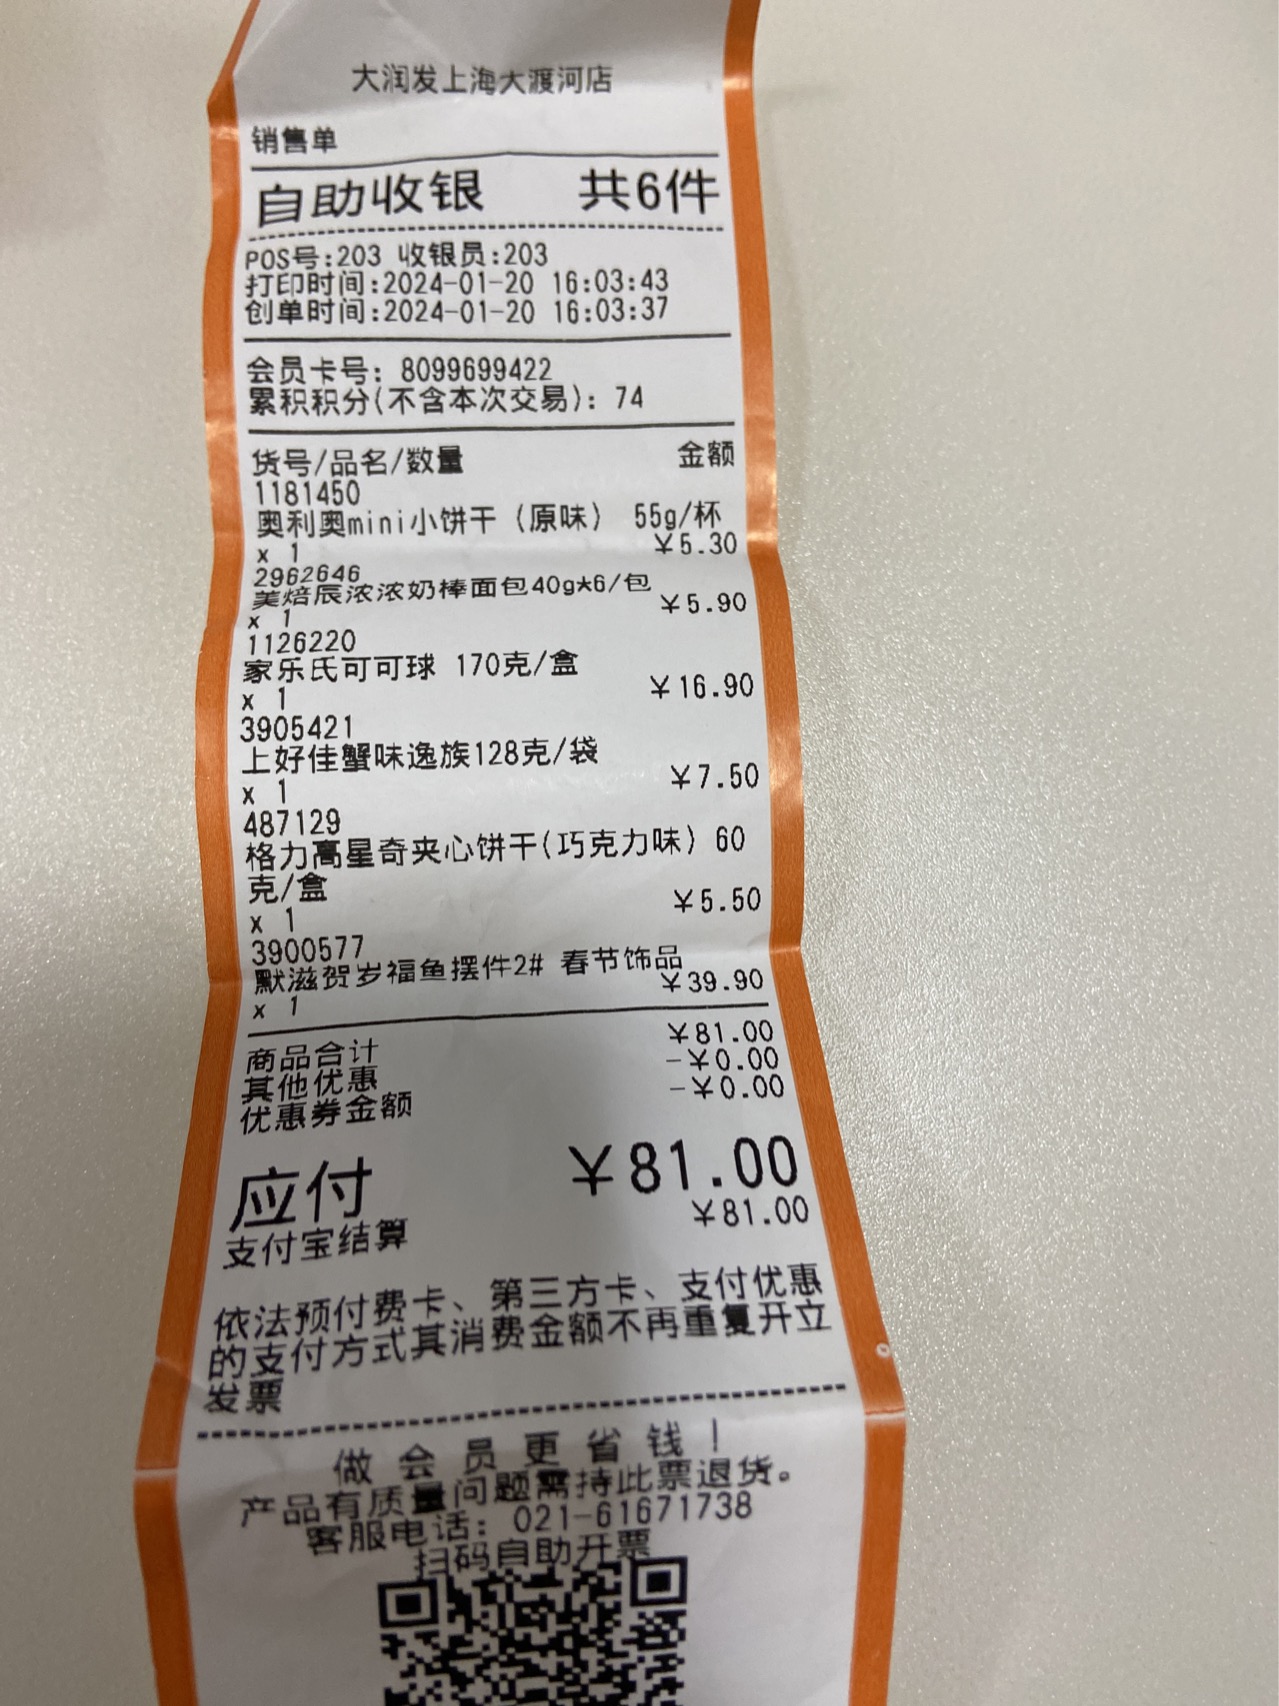 大润发上海大渡河店
销售单
自助收银 共6件
POS号:203 收银员:203
打印时间:2024-01-20 16:03:43
创单时间:2024-01-20 16:03:37
会员卡号: 8099699422
累积积分(不含本次交易): 74
货号/品名/数量 金额
1181450
奥利奥mini小饼干（原味） 55g/杯
x 1 ￥5.30
2962646
美焙辰浓浓奶棒面包40g*6/包
x 1 ￥5.90
1126220
家乐氏可可球 170克/盒
x 1 ￥16.90
3905421
上好佳蟹味逸族128克/袋
x 1 ￥7.50
487129
格力高星奇夹心饼干(巧克力味) 60
克/盒
x 1 ￥5.50
3900577
默滋贺岁福鱼摆件2# 春节饰品
x 1 ￥39.90
商品合计 ￥81.00
其他优惠 -￥0.00
优惠券金额 -￥0.00
应付 ￥81.00
支付宝结算 ￥81.00
依法预付费卡、第三方卡、支付优惠
的支付方式其消费金额不再重复开立
发票
做会员更省钱！
产品有质量问题需持此票退货。
客服电话: 021-61671738
扫码自助开票